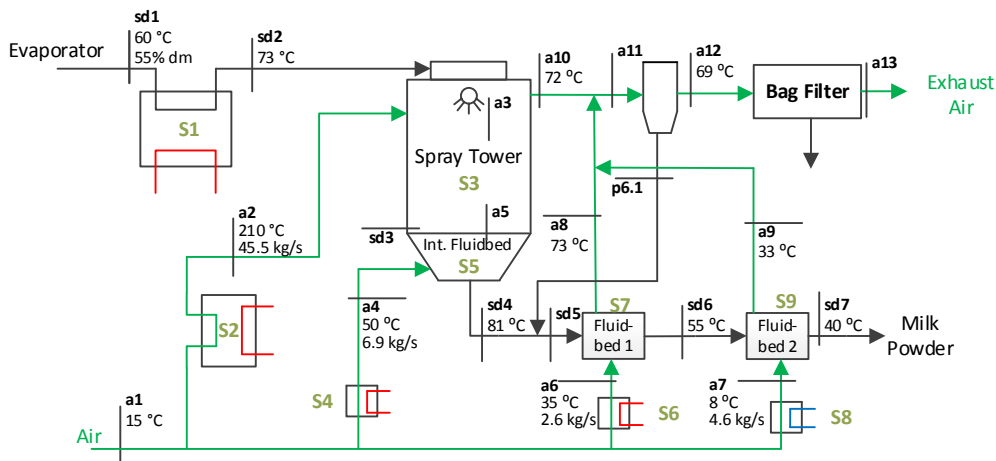 sd1
60 °C
55% dm
Evaporator
sd2
73 °C
S1
a3
Spray Tower
S3
a5
Int. Fluidbed
S5
sd3
a10
72 °C
a11
a12
69 °C
Bag Filter
a13
Exhaust
Air
p6.1
a2
210 °C
45.5 kg/s
S2
a4
50 °C
6.9 kg/s
S4
a8
73 °C
a9
33 °C
sd4
81 °C
sd5
S7
Fluid-
bed 1
sd6
55 °C
S9
Fluid-
bed 2
sd7
40 °C
Milk
Powder
a6
35 °C
2.6 kg/s
S6
a7
8 °C
4.6 kg/s
S8
a1
15 °C
Air